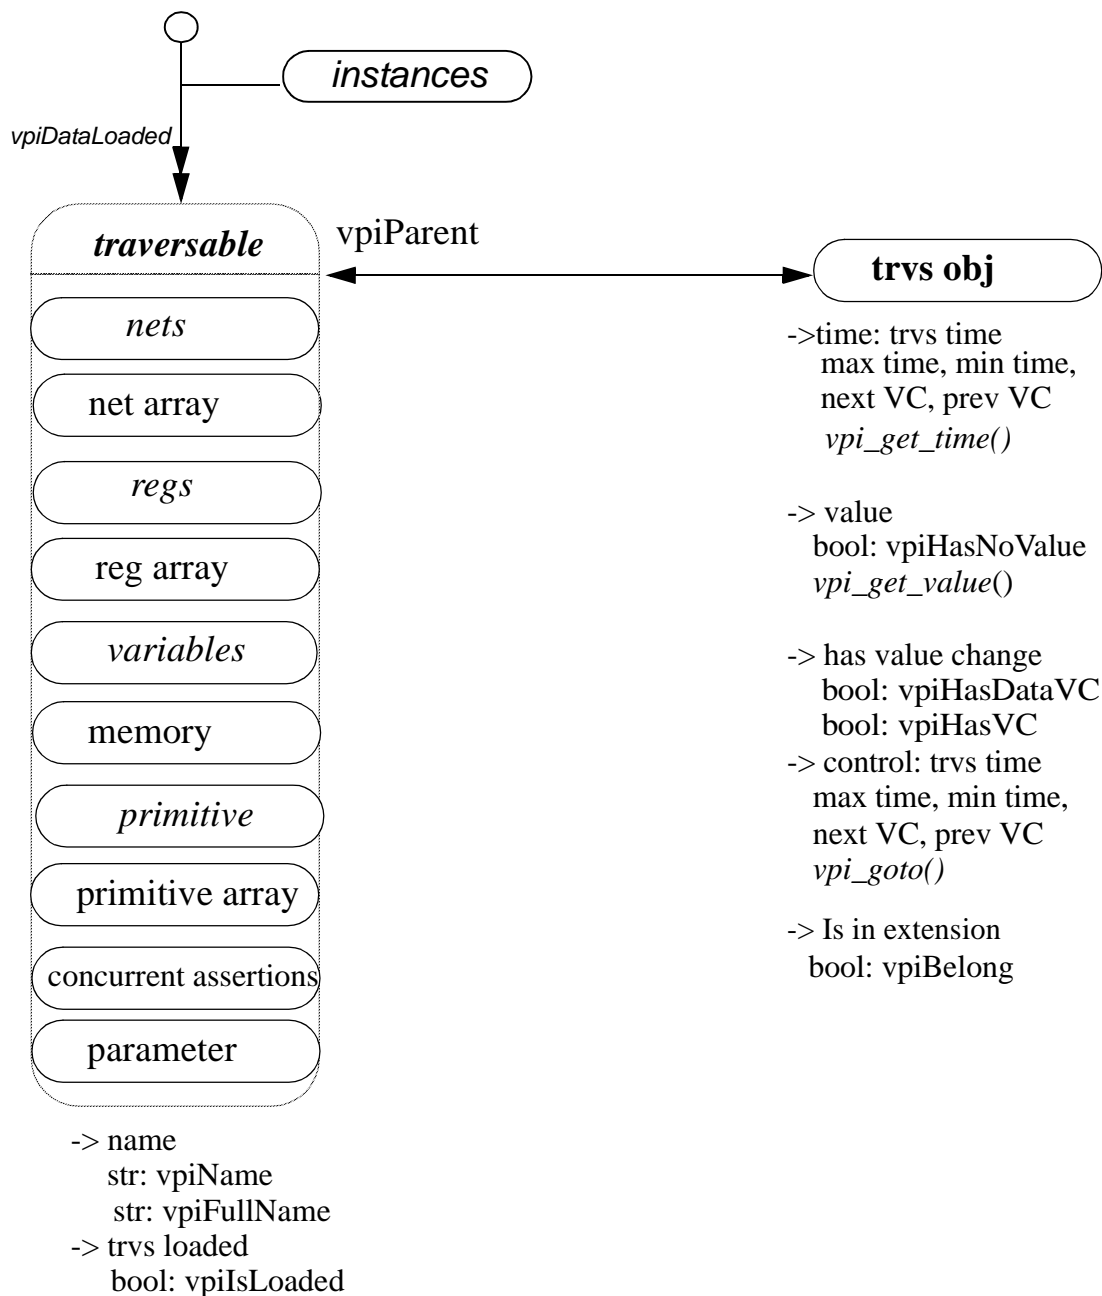 instances
vpiDataLoaded
traversable
vpiParent
trvs obj
nets
net array
regs
reg array
variables
memory
primitive
primitive array
concurrent assertions
parameter
->time: trvs time
max time, min time,
next VC, prev VC
vpi_get_time()
-> value
bool: vpiHasNoValue
vpi_get_value()
-> has value change
bool: vpiHasDataVC
bool: vpiHasVC
-> control: trvs time
max time, min time,
next VC, prev VC
vpi_goto()
-> Is in extension
bool: vpiBelong
-> name
str: vpiName
str: vpiFullName
-> trvs loaded
bool: vpiIsLoaded